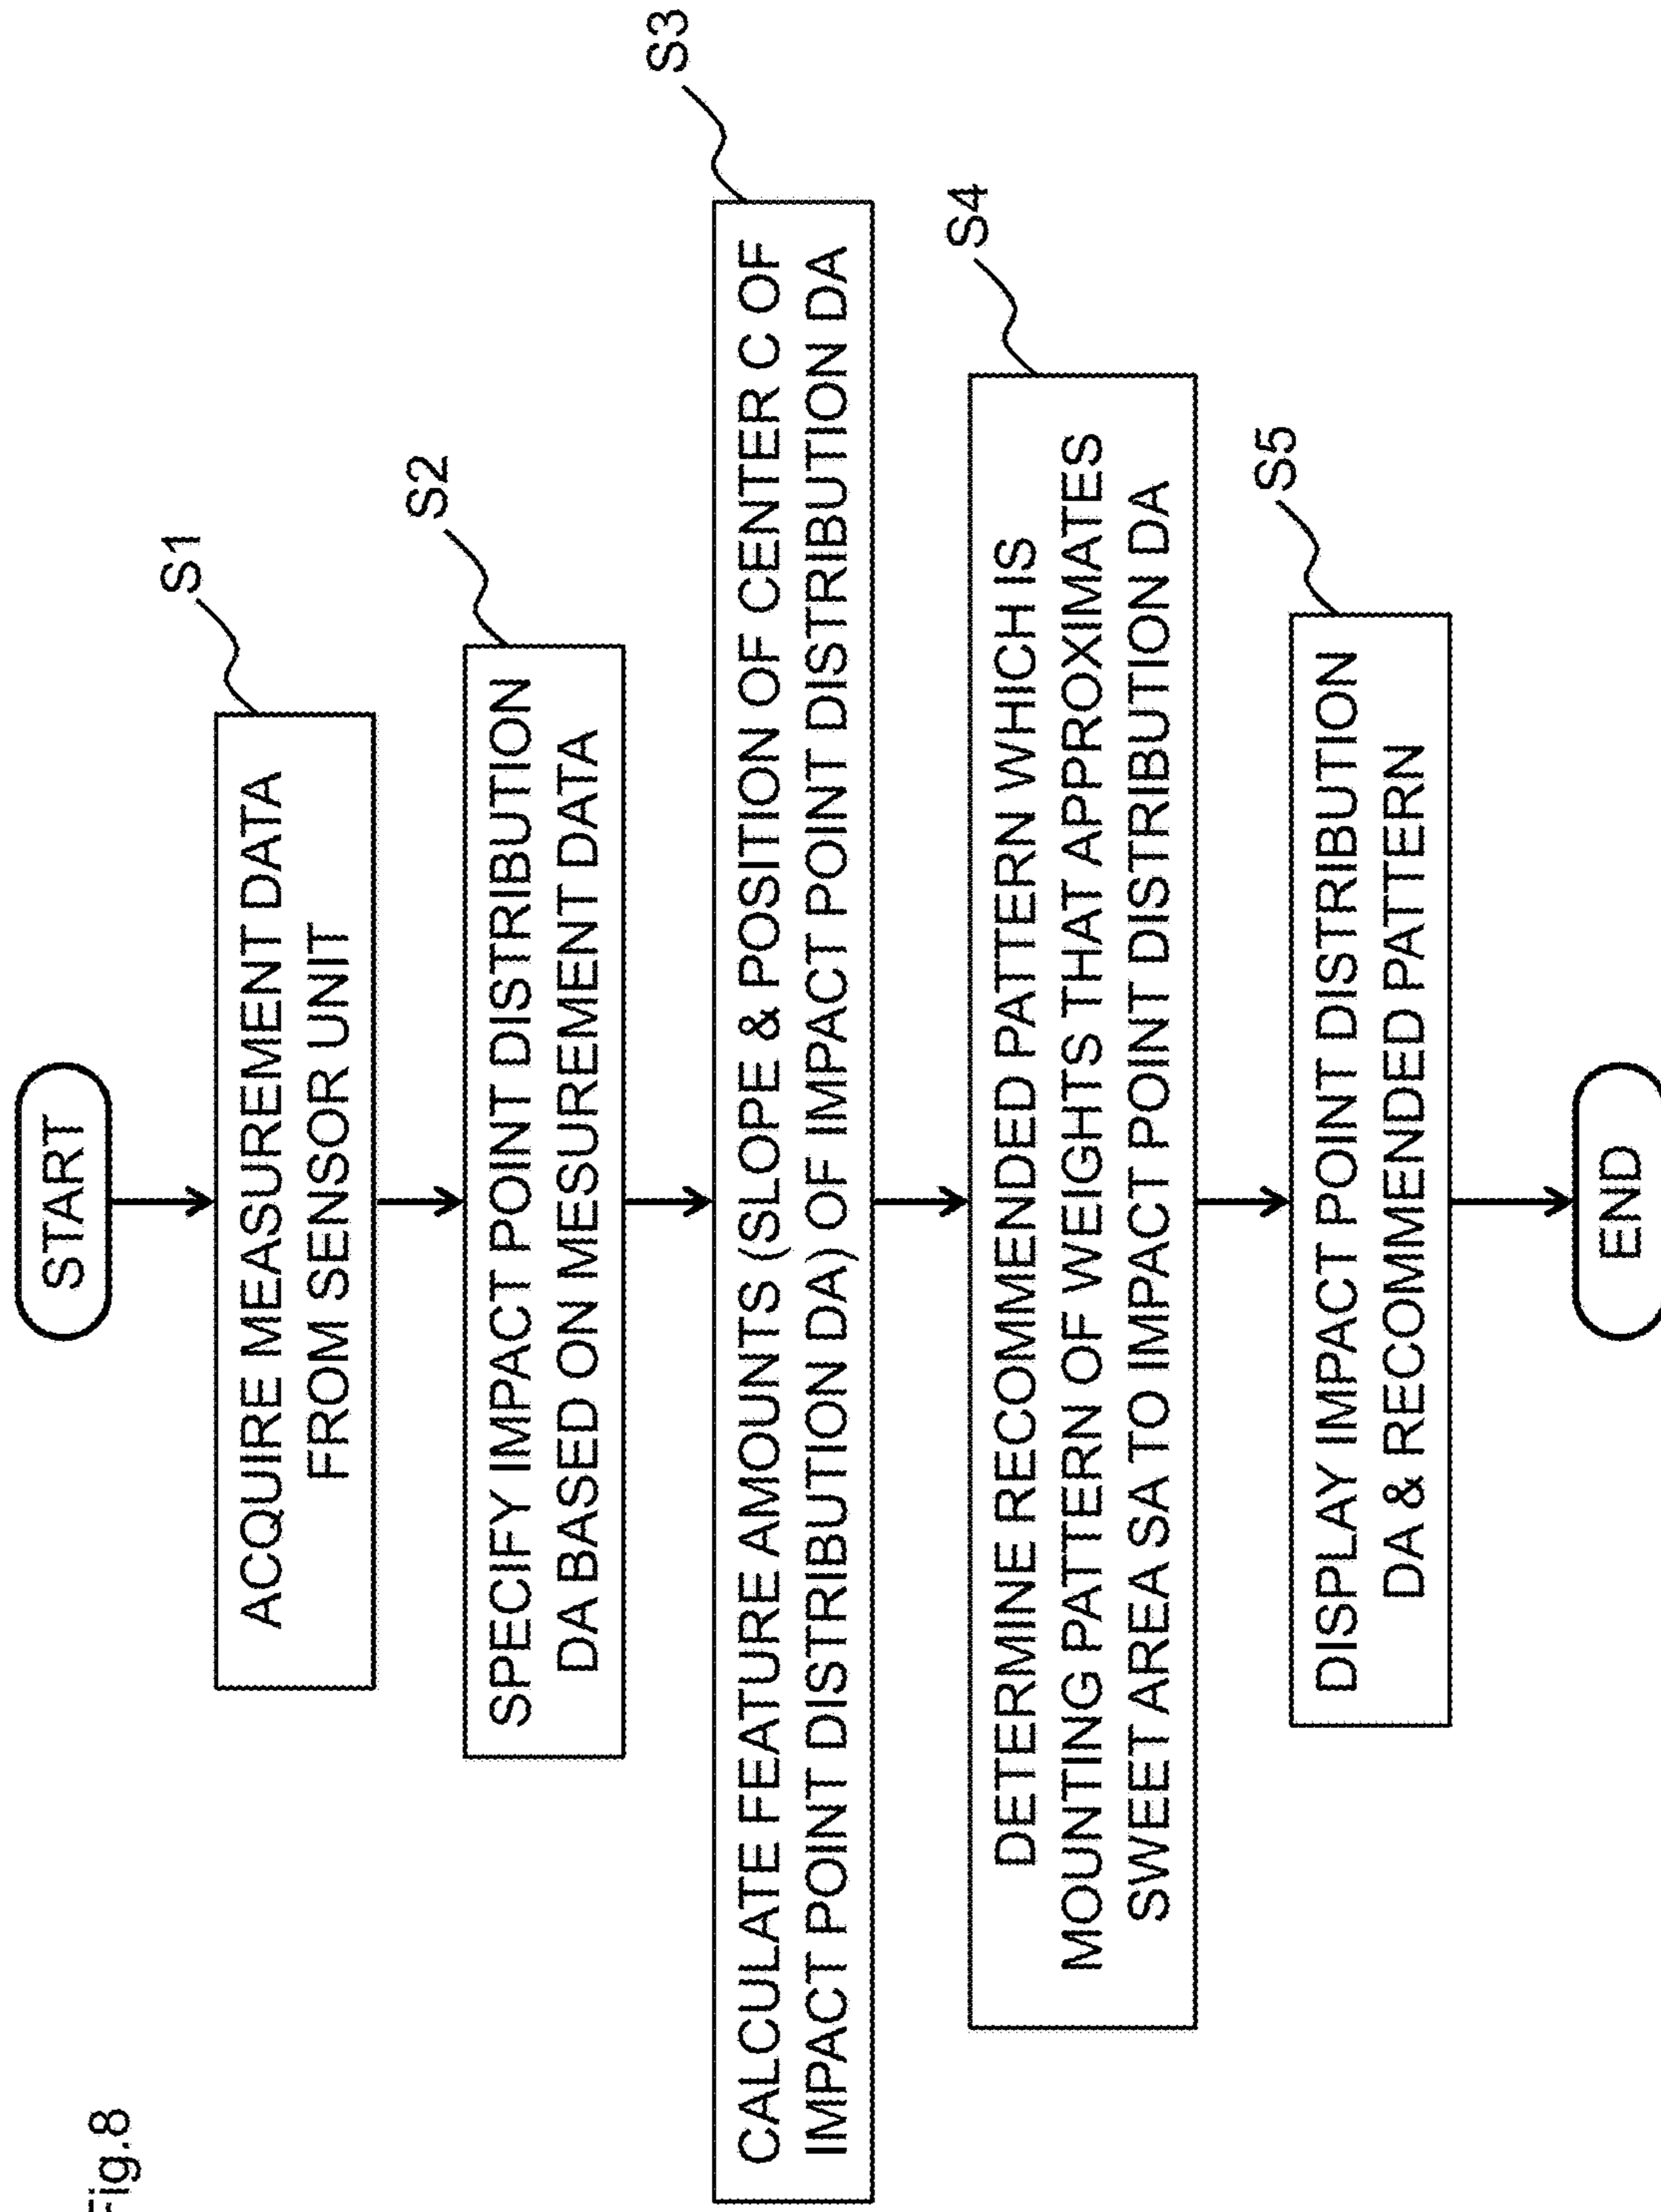 Fig.8
START
S1
ACQUIRE MEASUREMENT DATA
FROM SENSOR UNIT
S2
SPECIFY IMPACT POINT DISTRIBUTION
DA BASED ON MESUREMENT DATA
S3
CALCULATE FEATURE AMOUNTS (SLOPE & POSITION OF CENTER C OF
IMPACT POINT DISTRIBUTION DA) OF IMPACT POINT DISTRIBUTION DA
S4
DETERMINE RECOMMENDED PATTERN WHICH IS
MOUNTING PATTERN OF WEIGHTS THAT APPROXIMATES
SWEET AREA SA TO IMPACT POINT DISTRIBUTION DA
S5
DISPLAY IMPACT POINT DISTRIBUTION
DA & RECOMMENDED PATTERN
END